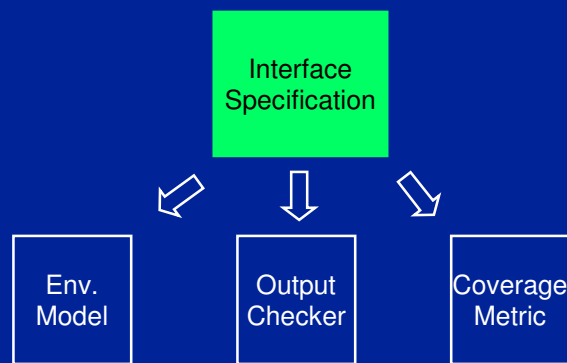 Interface
Specification
Env.
Model
Output
Checker
Coverage
Metric